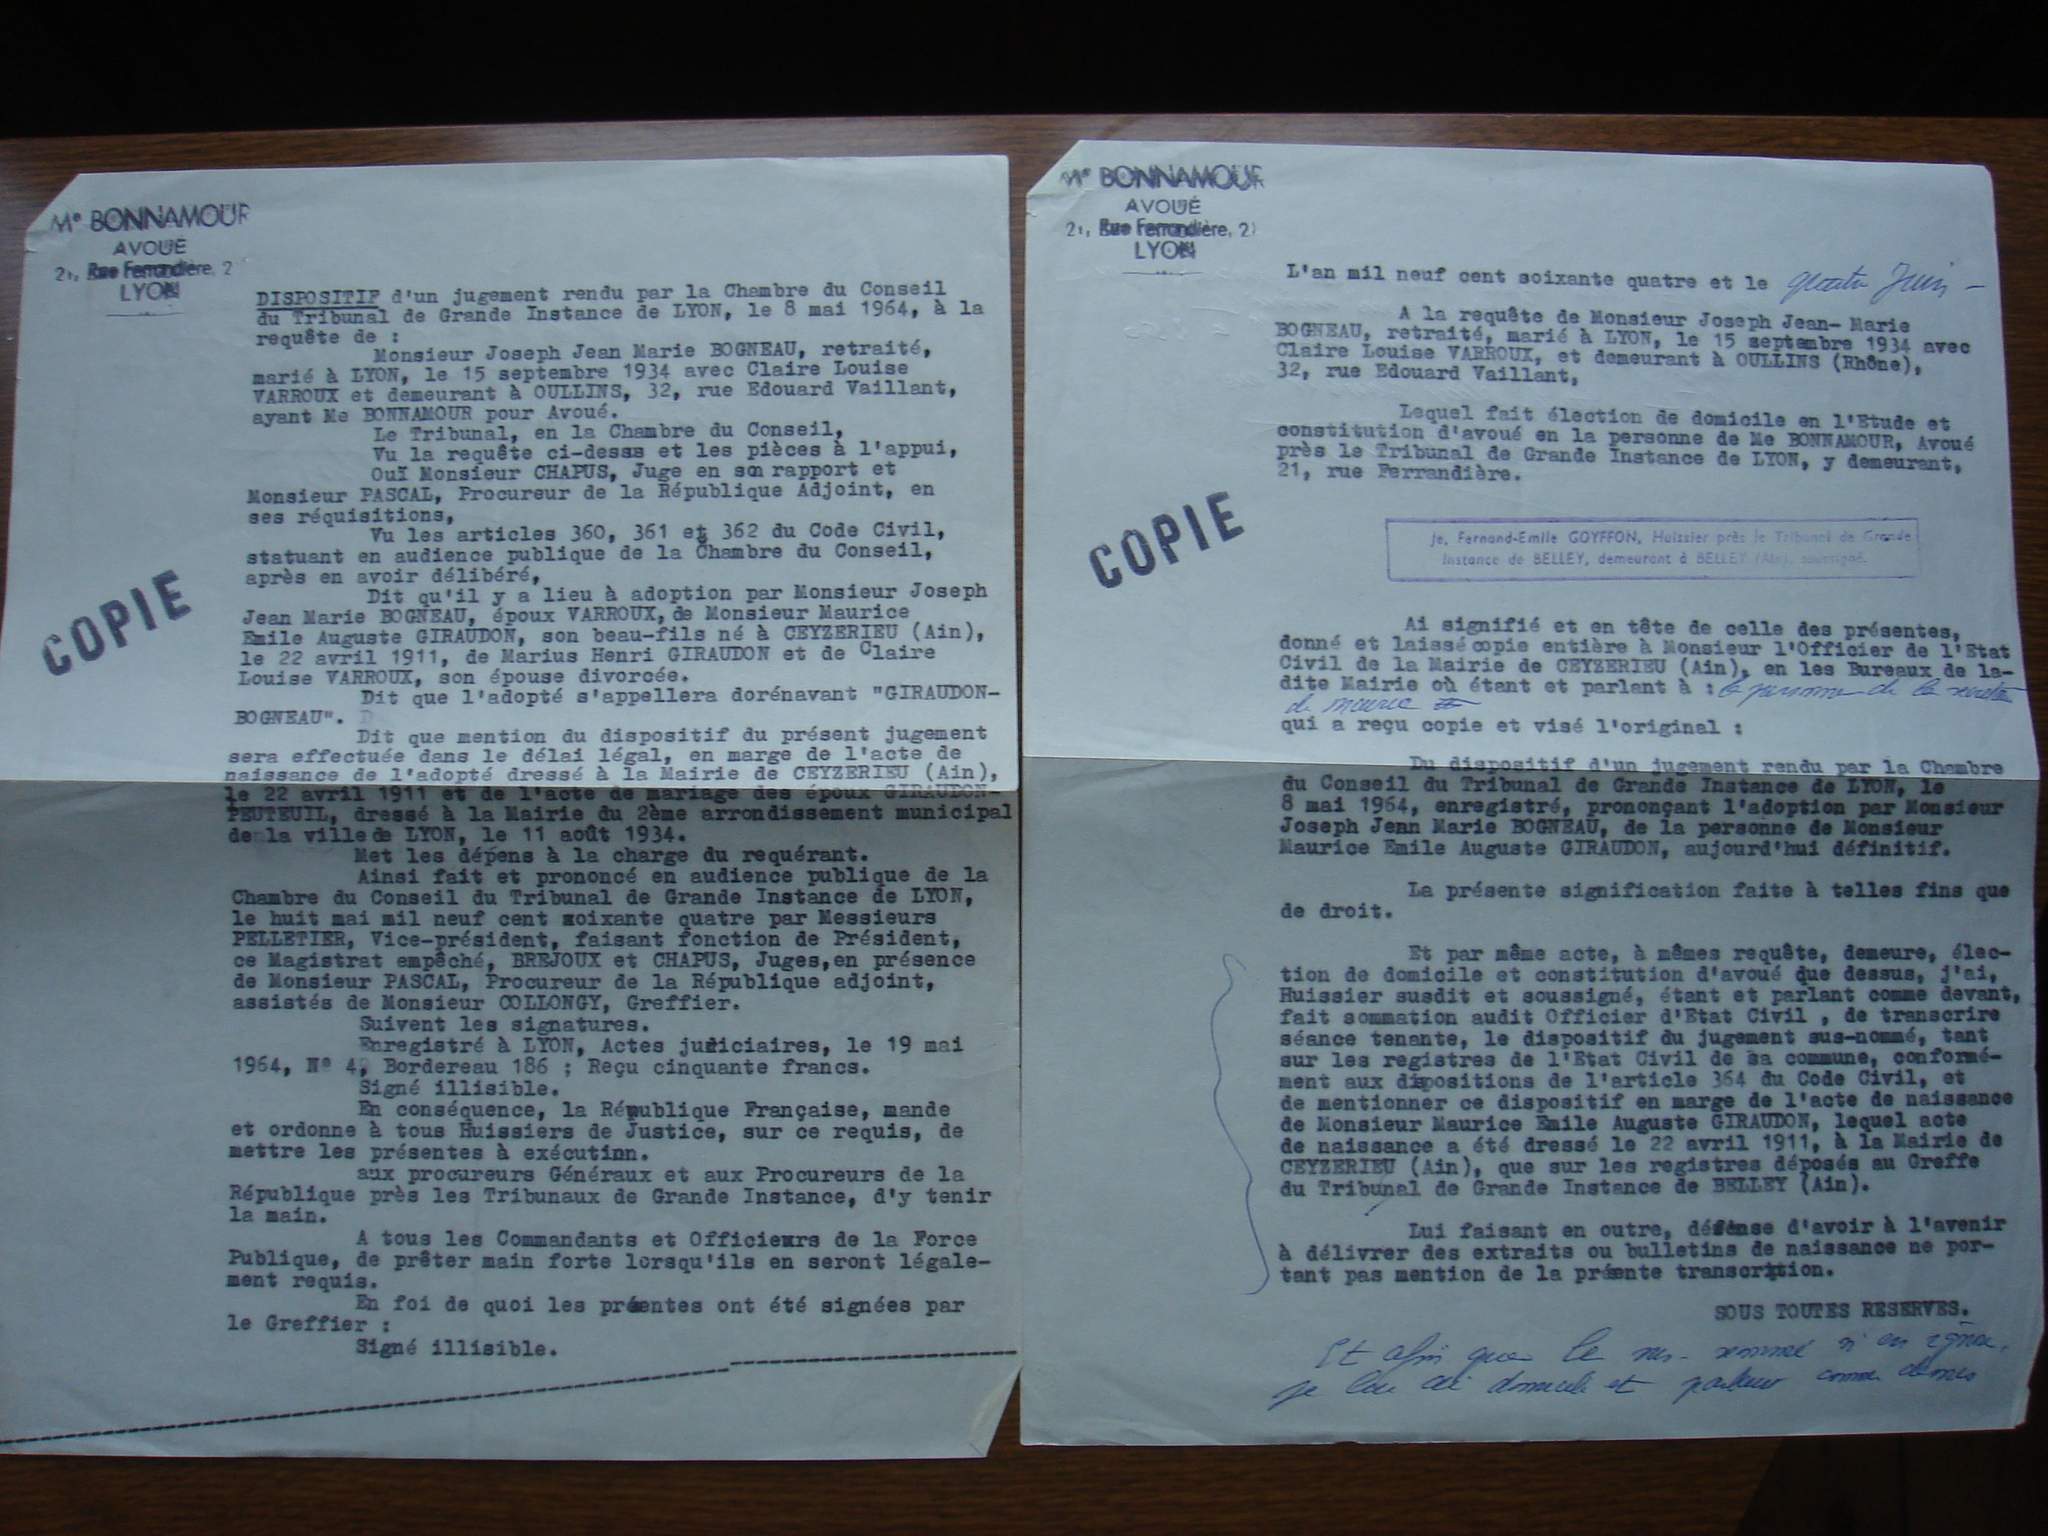 Me BONNAMOUR
AVOUÉ
21, Rue Ferrandière, 2
LYON
DISPOSITIF d'un jugement rendu par la Chambre du Conseil
du Tribunal de Grande Instance de LYON, le 8 mai 1964, à la
requête de :
Monsieur Joseph Jean Marie BOGNEAU, retraité,
marié à LYON, le 15 septembre 1934 avec Claire Louise
VARROUX et demeurant à OULLINS, 32, rue Edouard Vaillant,
ayant Me BONNAMOUR pour Avoué.
Le Tribunal, en la Chambre du Conseil,
Vu la requête ci-desss et les pièces à l'appui,
Ouï Monsieur CHAPUS, Juge en son rapport et
Monsieur PASCAL, Procureur de la République Adjoint, en
ses réquisitions,
Vu les articles 360, 361 et 362 du Code Civil,
statuant en audience publique de la Chambre du Conseil,
après en avoir délibéré,
Dit qu'il y a lieu à adoption par Monsieur Joseph
Jean Marie BOGNEAU, époux VARROUX, de Monsieur Maurice
Emile Auguste GIRAUDON, son beau-fils né à CEYZERIEU (Ain),
le 22 avril 1911, de Marius Henri GIRAUDON et de Claire
Louise VARROUX, son épouse divorcée.
Dit que l'adopté s'appellera dorénavant "GIRAUDON-
BOGNEAU".
Dit que mention du dispositif du présent jugement
sera effectuée dans le délai légal, en marge de l'acte de
naissance de l'adopté dressé à la Mairie de CEYZERIEU (Ain),
le 22 avril 1911 et de l'acte de mariage des époux GIRAUDON-
PEUTEUIL, dressé à la Mairie du 2ème arrondissement municipal
de la ville de LYON, le 11 août 1934.
Met les dépens à la charge du requérant.
Ainsi fait et prononcé en audience publique de la
Chambre du Conseil du Tribunal de Grande Instance de LYON,
le huit mai mil neuf cent soixante quatre par Messieurs
PELLETIER, Vice-président, faisant fonction de Président,
ce Magistrat empêché, BREJOUX et CHAPUS, Juges, en présence
de Monsieur PASCAL, Procureur de la République adjoint,
assistés de Monsieur COLLONGY, Greffier.
Suivent les signatures.
Enregistré à LYON, Actes judiciaires, le 19 mai
1964, N° 4, Bordereau 186 ; Reçu cinquante francs.
Signé illisible.
En conséquence, la République Française, mande
et ordonne à tous Huissiers de Justice, sur ce requis, de
mettre les présentes à exécutinn.
aux procureurs Généraux et aux Procureurs de la
République près les Tribunaux de Grande Instance, d'y tenir
la main.
A tous les Commandants et Officiers de la Force
Publique, de prêter main forte lorsqu'ils en seront légale-
ment requis.
En foi de quoi les présentes ont été signées par
le Greffier :
Signé illisible.
COPIE
Me BONNAMOUR
AVOUÉ
21, Rue Ferrandière, 21
LYON
L'an mil neuf cent soixante quatre et le quatre Juin -
A la requête de Monsieur Joseph Jean- Marie
BOGNEAU, retraité, marié à LYON, le 15 septembre 1934 avec
Claire Louise VARROUX, et demeurant à OULLINS (Rhône),
32, rue Edouard Vaillant,
Lequel fait élection de domicile en l'Etude et
constitution d'avoué en la personne de Me BONNAMOUR, Avoué
près le Tribunal de Grande Instance de LYON, y demeurant,
21, rue Ferrandière.
COPIE
Je, Fernand-Emile GOYFFON, Huissier près le Tribunal de Grande
Instance de BELLEY, demeurant à BELLEY (Ain), soussigné.
Ai signifié et en tête de celle des présentes,
donné et laissé copie entière à Monsieur l'Officier de l'Etat
Civil de la Mairie de CEYZERIEU (Ain), en les Bureaux de la-
dite Mairie où étant et parlant à : la personne de la
de mairie
qui a reçu copie et visé l'original :
Du dispositif d'un jugement rendu par la Chambre
du Conseil du Tribunal de Grande Instance de LYON, le
8 mai 1964, enregistré, prononçant l'adoption par Monsieur
Joseph Jenn Marie BOGNEAU, de la personne de Monsieur
Maurice Emile Auguste GIRAUDON, aujourd'hui définitif.
La présente signification faite à telles fins que
de droit.
Et par même acte, à mêmes requête, demeure, élec-
tion de domicile et constitution d'avoué que dessus, j'ai,
Huissier susdit et soussigné, étant et parlant comme devant,
fait sommation audit Officier d'Etat Civil , de transcrire
séance tenante, le dispositif du jugement sus-nommé, tant
sur les registres de l'Etat Civil de sa commune, conformé-
ment aux dispositions de l'article 364 du Code Civil, et
de mentionner ce dispositif en marge de l'acte de naissance
de Monsieur Maurice Emile Auguste GIRAUDON, lequel acte
de naissance a été dressé le 22 avril 1911, à la Mairie de
CEYZERIEU (Ain), que sur les registres déposés au Greffe
du Tribunal de Grande Instance de BELLEY (Ain).
Lui faisant en outre, défense d'avoir à l'avenir
à délivrer des extraits ou bulletins de naissance ne por-
tant pas mention de la présente transcription.
SOUS TOUTES RESERVES.
Et afin que le sus-nommé n'en ignore,
je lui ai domicile et parlant comme dessus